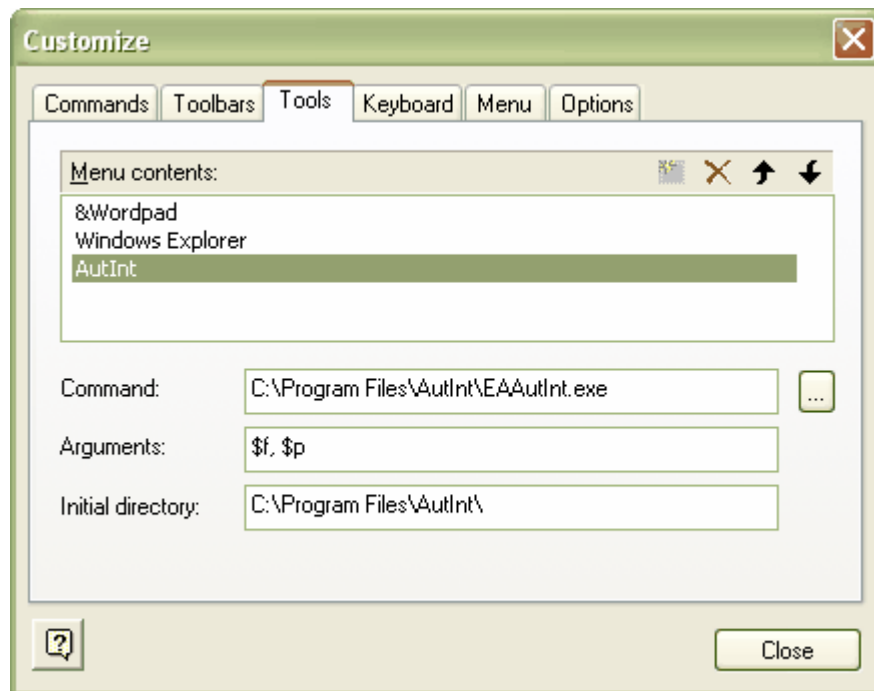 Customize
Commands Toolbars Tools Keyboard Menu Options
Menu contents:
&Wordpad
Windows Explorer
AutInt
Command: C:\Program Files\AutInt\EAAutInt.exe ...
Arguments: $f, $p
Initial directory: C:\Program Files\AutInt\
Close